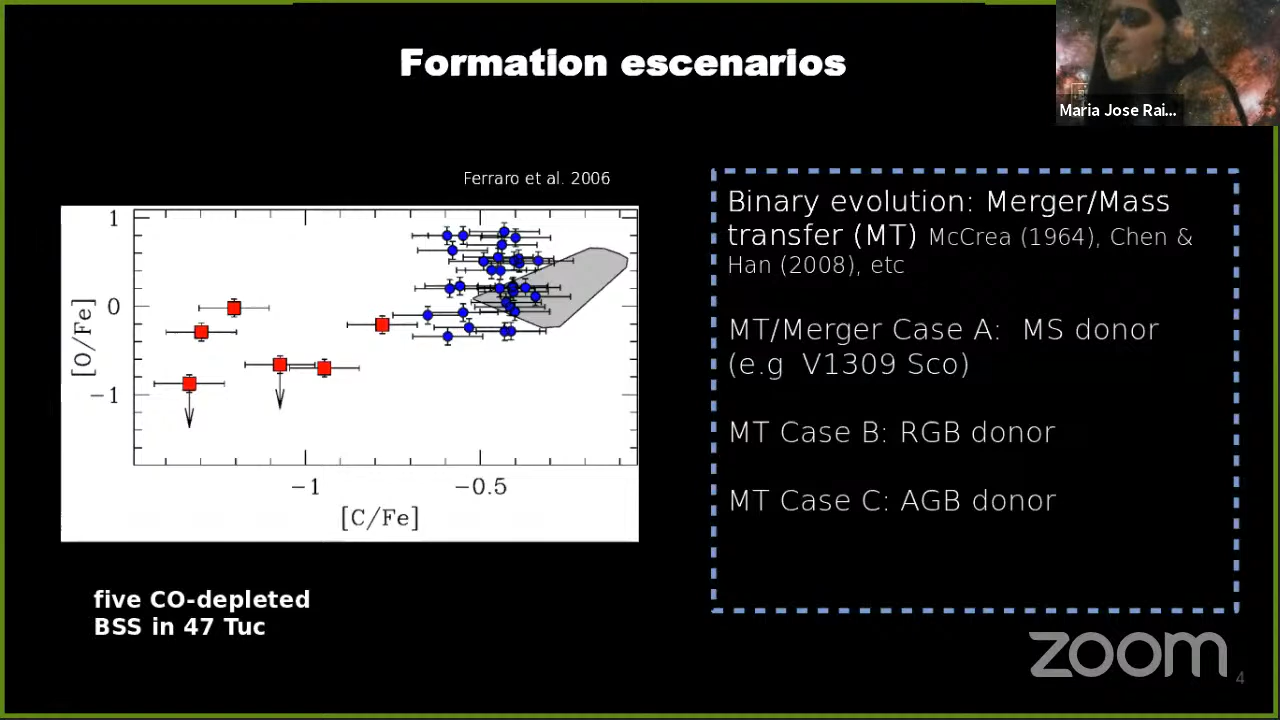 Formation escenarios
Maria Jose Rai...
Ferraro et al. 2006
1
0
−1
[O/Fe]
−1
−0.5
[C/Fe]
five CO-depleted
BSS in 47 Tuc
Binary evolution: Merger/Mass
transfer (MT) McCrea (1964), Chen &
Han (2008), etc
MT/Merger Case A: MS donor
(e.g V1309 Sco)
MT Case B: RGB donor
MT Case C: AGB donor
zoom
4